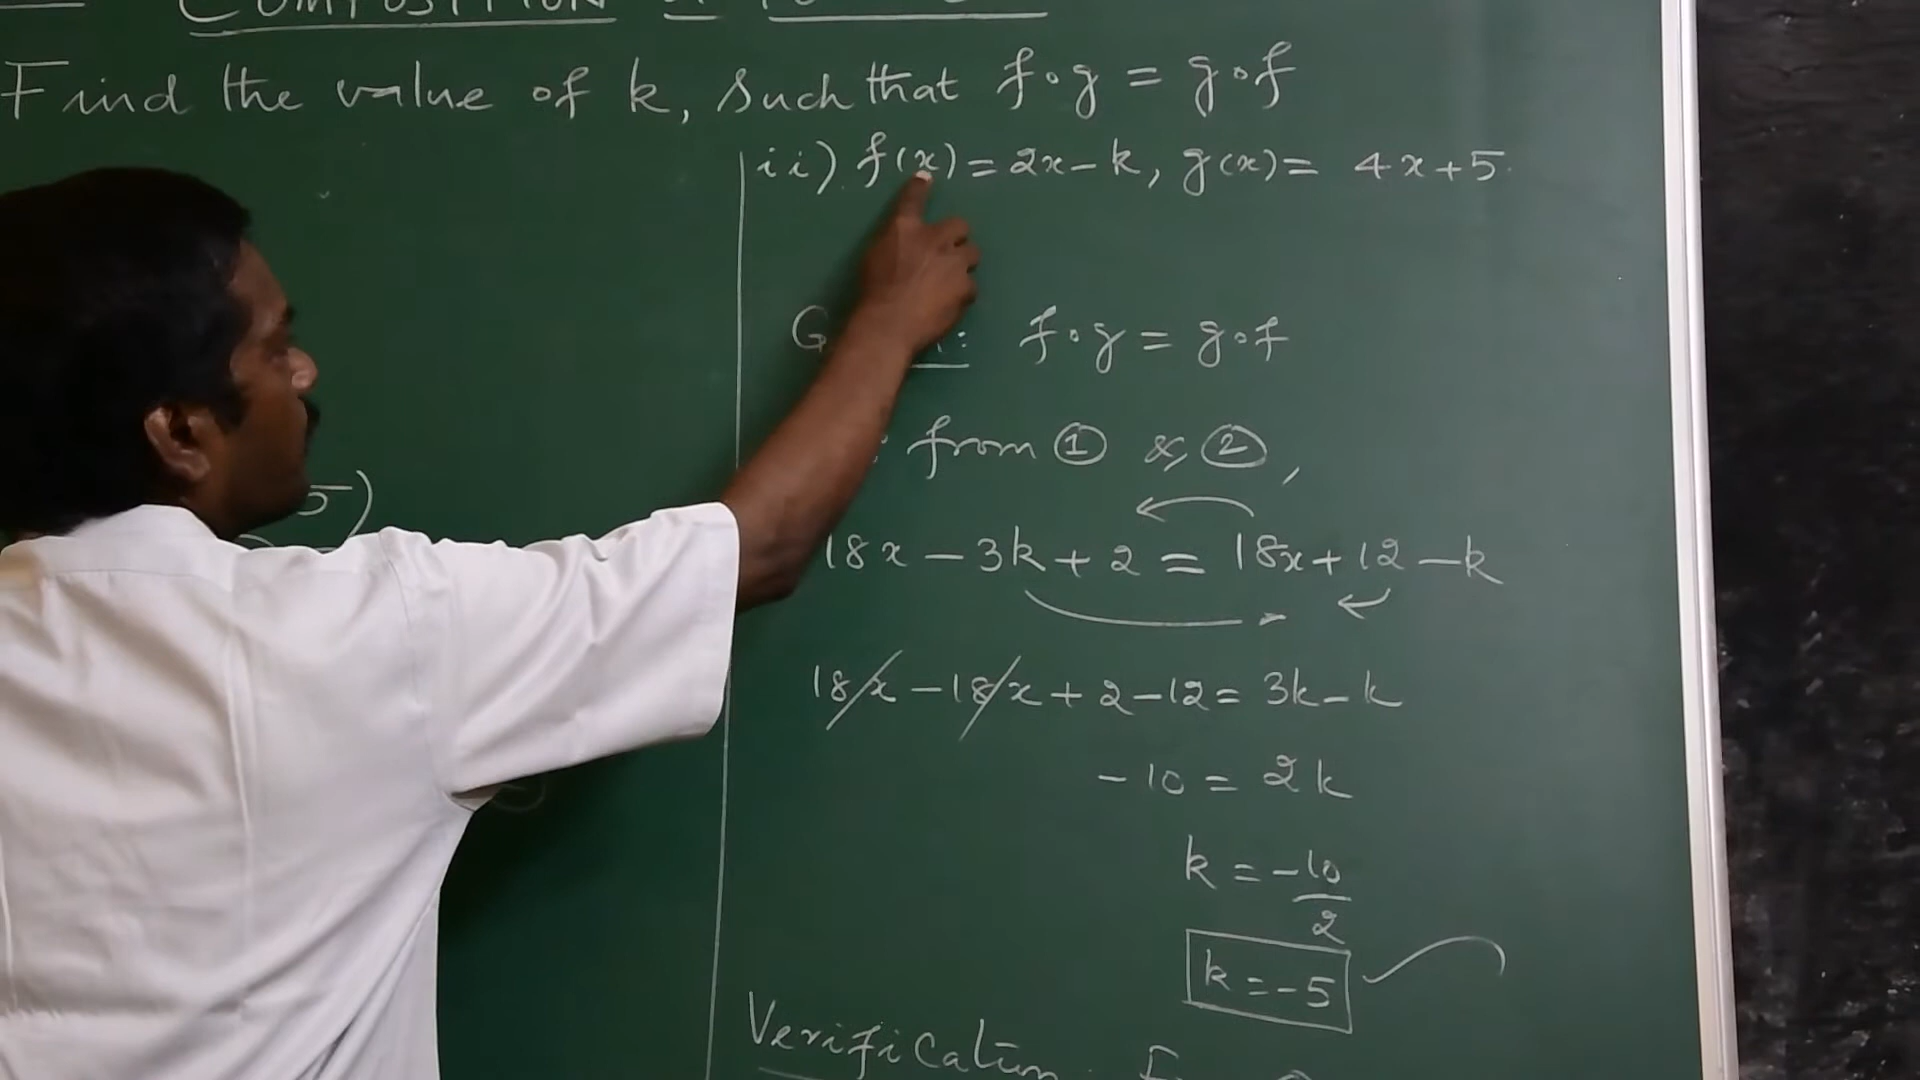 COMPOSITION
Find the value of k, such that f∘g = g∘f
ii) f(x) = 2x - k, g(x) = 4x + 5
f∘g = g∘f
from ① & ②,
18x - 3k + 2 = 18x + 12 - k
18x - 18x + 2 - 12 = 3k - k
-10 = 2k
k = -10/2
k = -5
Verification